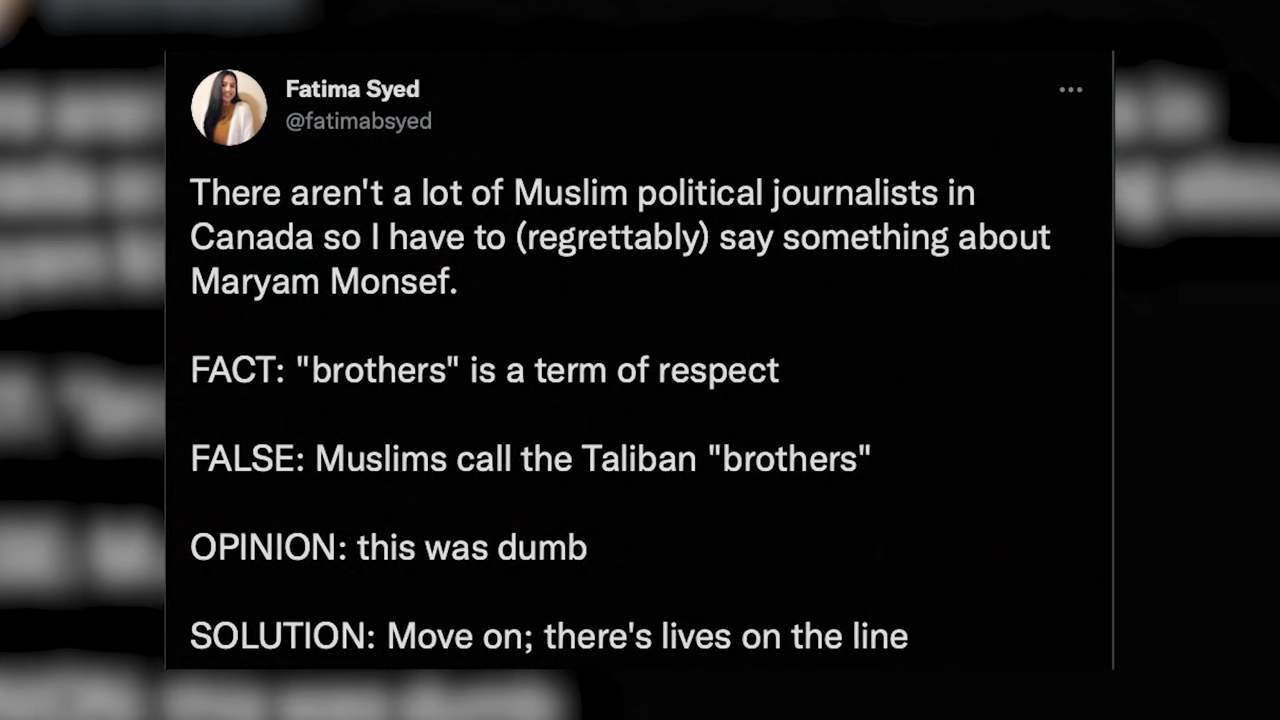 Fatima Syed
@fatimabsyed
There aren't a lot of Muslim political journalists in
Canada so I have to (regrettably) say something about
Maryam Monsef.
FACT: "brothers" is a term of respect
FALSE: Muslims call the Taliban "brothers"
OPINION: this was dumb
SOLUTION: Move on; there's lives on the line